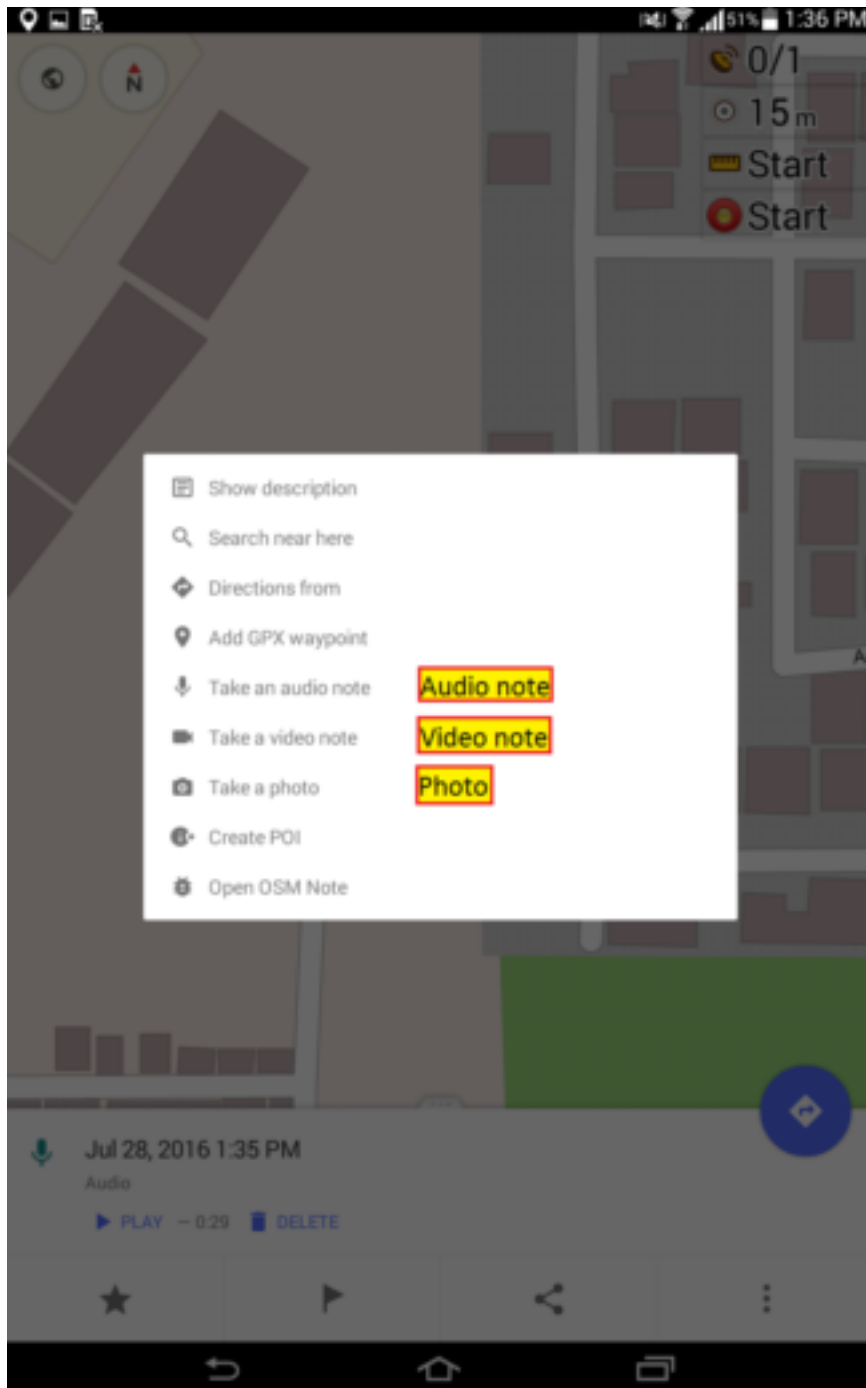 51% 1:36 PM
N
0/1
15 m
Start
Start
A
Show description
Search near here
Directions from
Add GPX waypoint
Take an audio note Audio note
Take a video note Video note
Take a photo Photo
Create POI
Open OSM Note
Jul 28, 2016 1:35 PM
Audio
PLAY – 0:29 DELETE